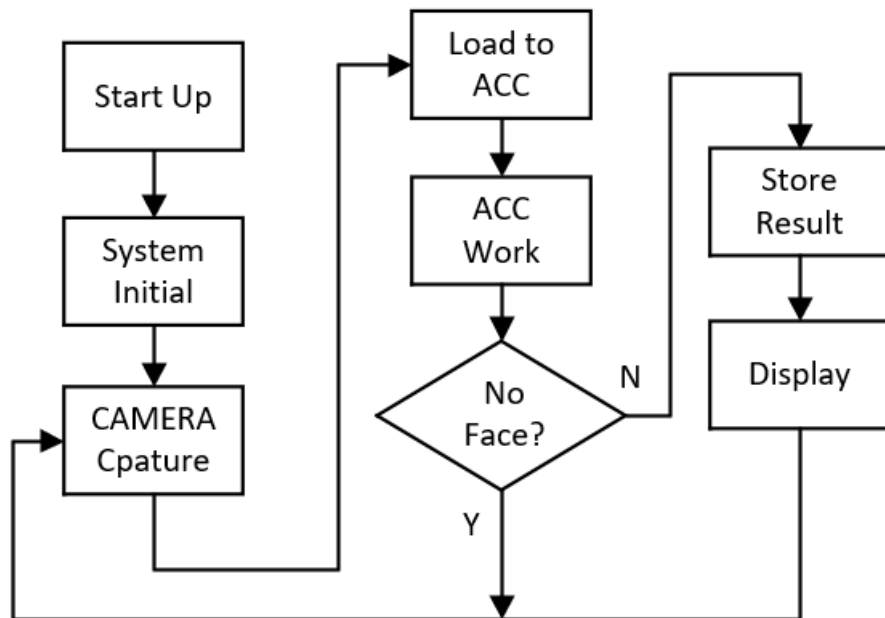 Start Up
System
Initial
CAMERA
Cpature
Load to
ACC
ACC
Work
No
Face?
Y
N
Store
Result
Display